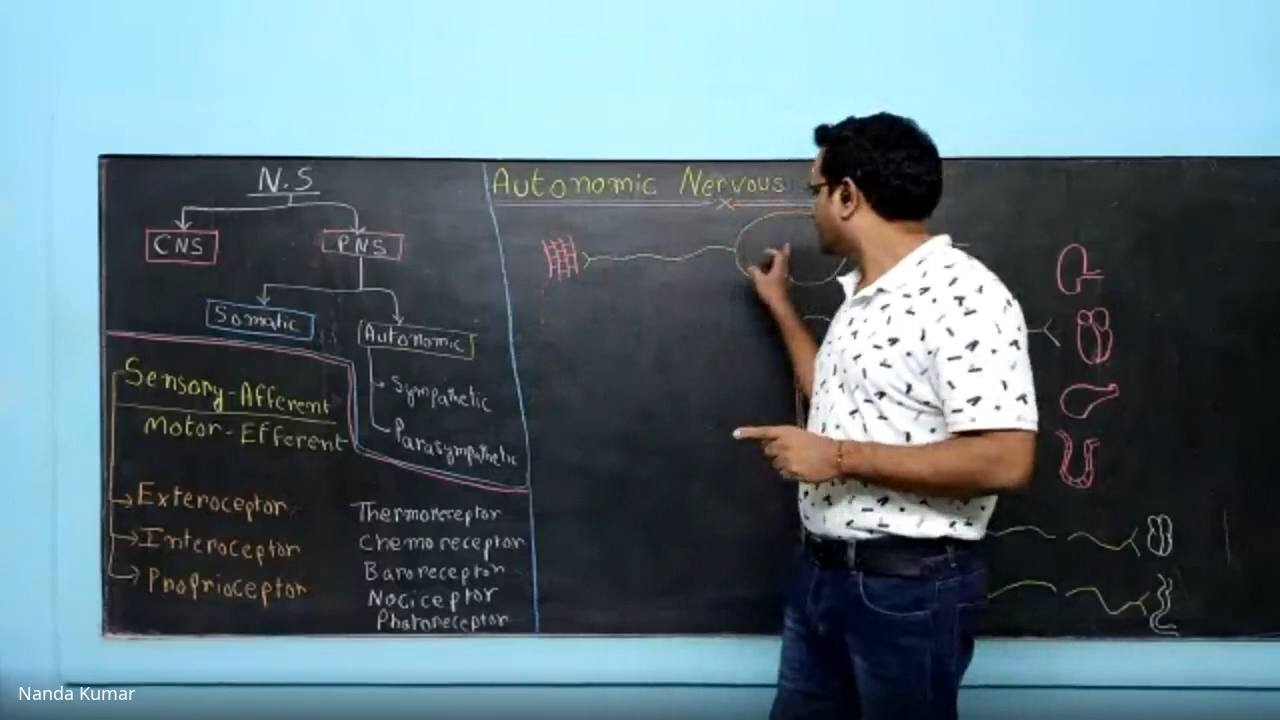 N.S
CNS
PNS
Somatic
Autonomic
Sympathetic
Parasympathetic
Sensory-Afferent
Motor-Efferent
Exteroceptor
Interoceptor
Proprioceptor
Thermoreceptor
Chemoreceptor
Baroreceptor
Nociceptor
Photoreceptor
Autonomic Nervous
Nanda Kumar